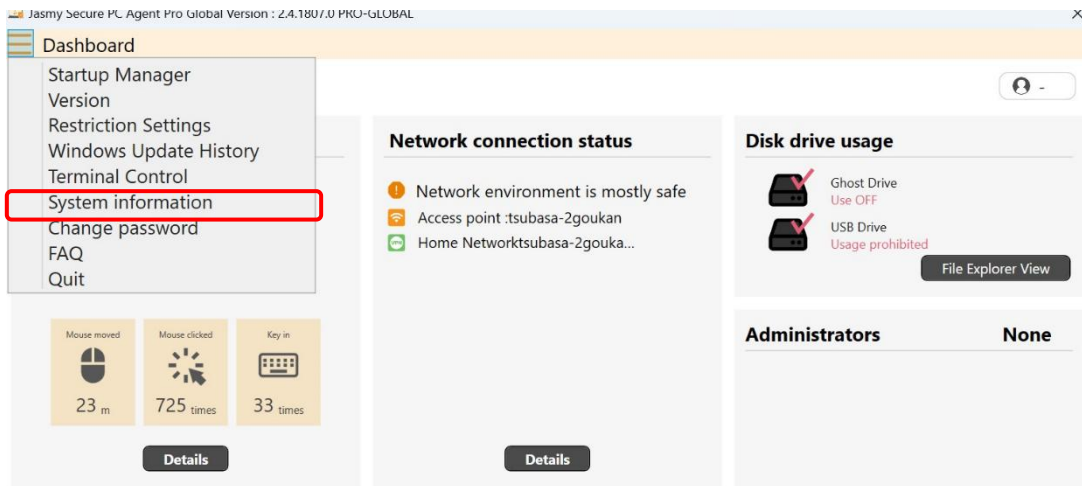 Jasmy Secure PC Agent Pro Global Version : 2.4.1807.0 PRO-GLOBAL
Dashboard
Startup Manager
Version
Restriction Settings
Windows Update History
Terminal Control
System information
Change password
FAQ
Quit
-
Mouse moved
23 m
Mouse clicked
725 times
Key in
33 times
Details
Network connection status
Network environment is mostly safe
Access point :tsubasa-2goukan
VPN
Home Networktsubasa-2gouka...
Details
Disk drive usage
Ghost Drive
Use OFF
USB Drive
Usage prohibited
File Explorer View
Administrators None